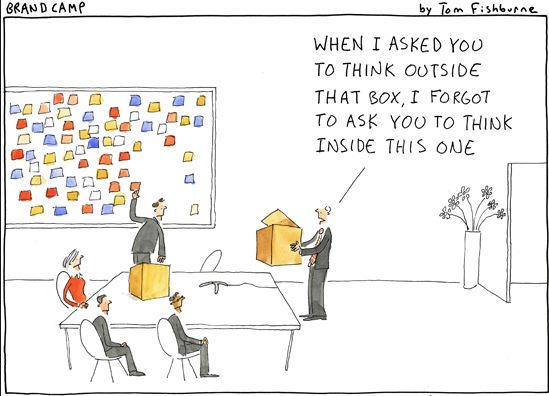 BRAND CAMP
by Tom Fishburne
WHEN I ASKED YOU
TO THINK OUTSIDE
THAT BOX, I FORGOT
TO ASK YOU TO THINK
INSIDE THIS ONE